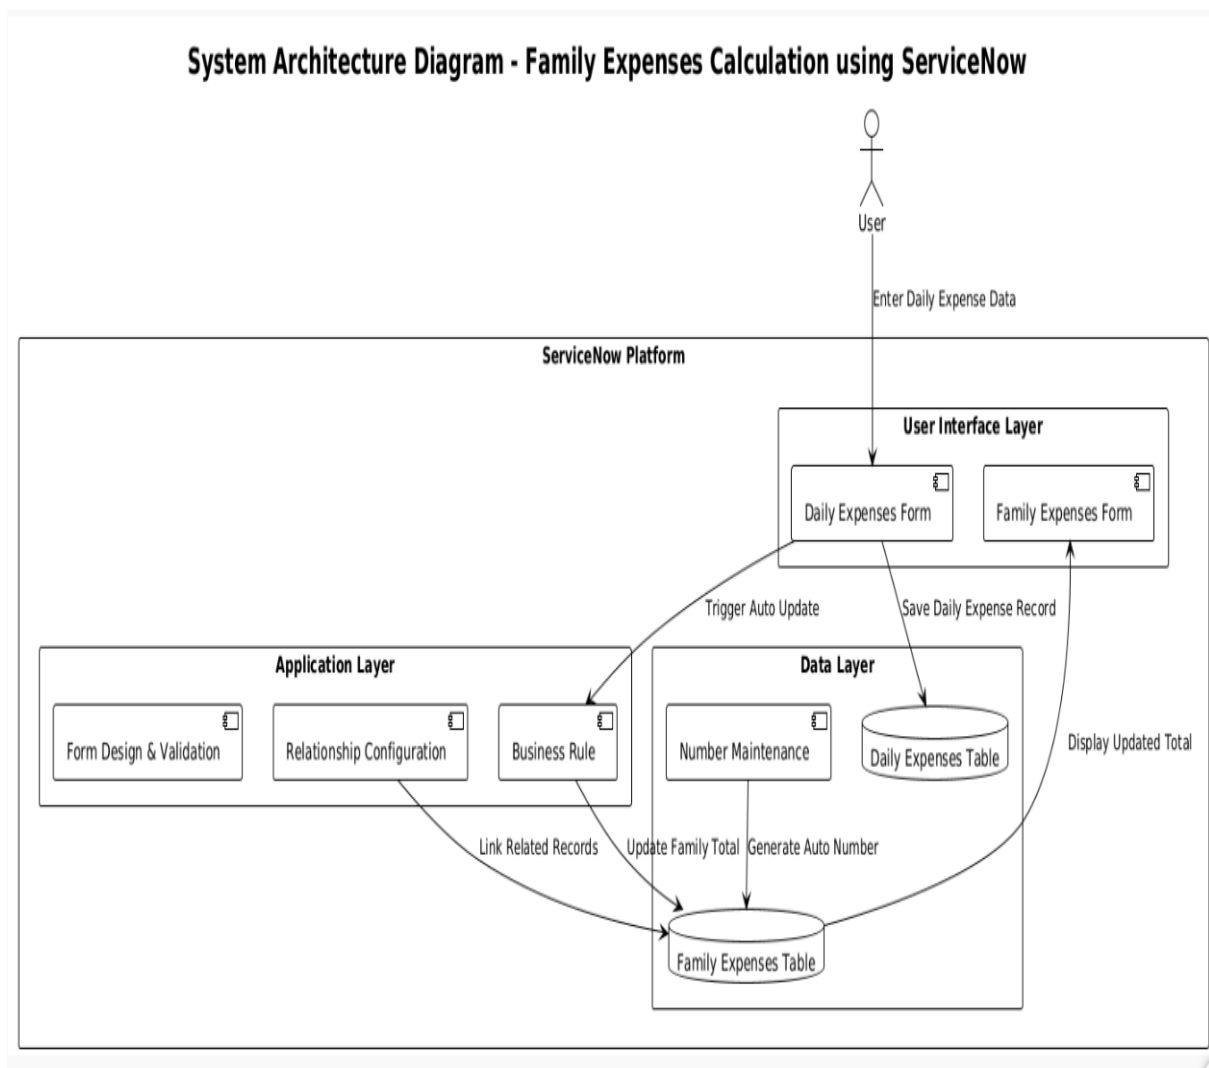 System Architecture Diagram - Family Expenses Calculation using ServiceNow
User
Enter Daily Expense Data
ServiceNow Platform
User Interface Layer
Daily Expenses Form
Family Expenses Form
Trigger Auto Update
Save Daily Expense Record
Application Layer
Data Layer
Form Design & Validation
Relationship Configuration
Business Rule
Number Maintenance
Daily Expenses Table
Display Updated Total
Link Related Records
Update Family Total
Generate Auto Number
Family Expenses Table